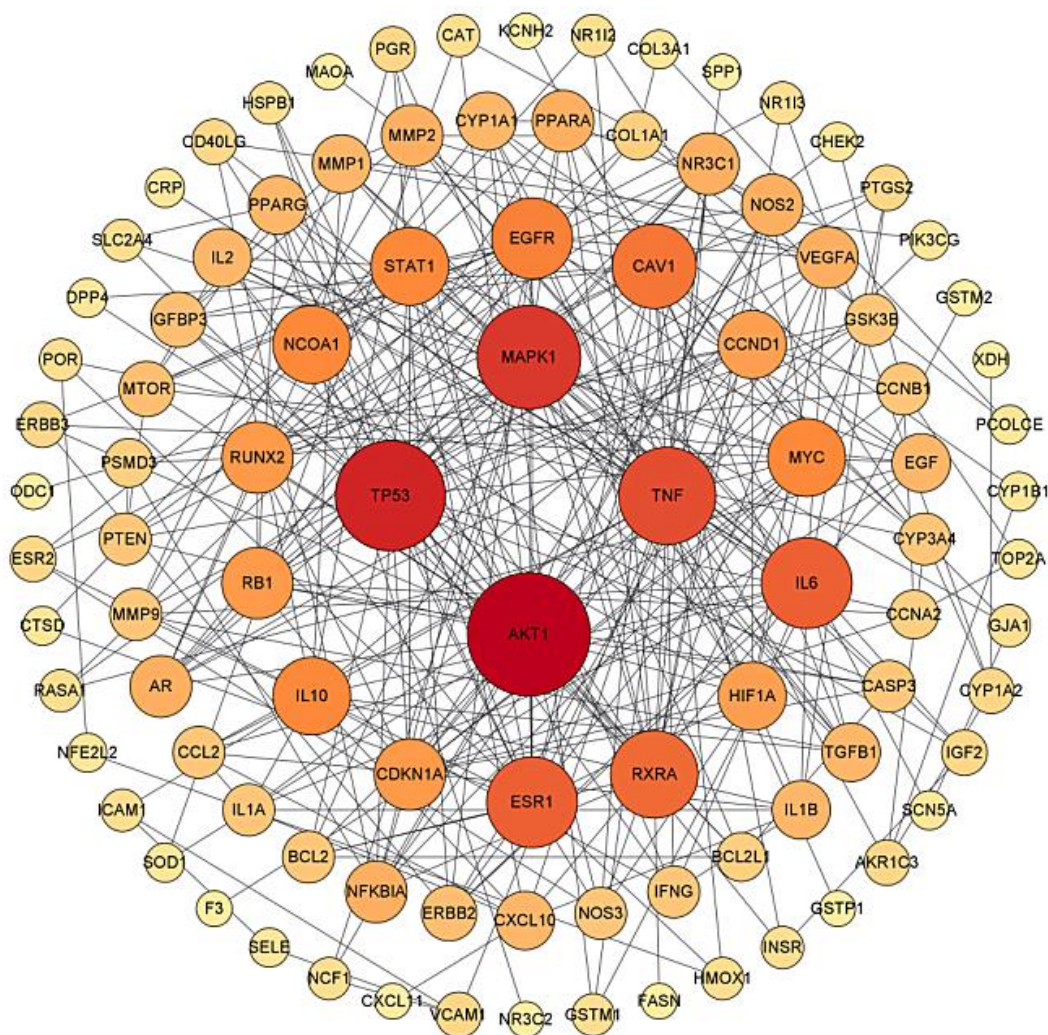 KCNH2
CAT
NR1I2
PGR
COL3A1
MAOA
SPP1
HSPB1
NR1I3
CYP1A1
PPARA
MMP2
COL1A1
CD40LG
CHEK2
MMP1
NR3C1
CRP
PTGS2
PPARG
NOS2
EGFR
SLC2A4
PIK3CG
IL2
STAT1
CAV1
VEGFA
DPP4
GSTM2
GFBP3
GSK3B
NCOA1
MAPK1
CCND1
POR
XDH
MTOR
CCNB1
ERBB3
PCOLCE
PSMD3
RUNX2
MYC
EGF
ODC1
TP53
TNF
CYP1B1
PTEN
CYP3A4
ESR2
TOP2A
RB1
IL6
MMP9
CCNA2
CTSD
GJA1
AKT1
RASA1
AR
IL10
HIF1A
CASP3
CYP1A2
NFE2L2
CCL2
TGFB1
IGF2
CDKN1A
RXRA
ESR1
ICAM1
IL1A
IL1B
SCN5A
SOD1
BCL2
BCL2L1
AKR1C3
NFKBIA
IFNG
F3
ERBB2
CXCL10
NOS3
GSTP1
SELE
INSR
NCF1
HMOX1
CXCL11
VCAM1
NR3C2
GSTM1
FASN